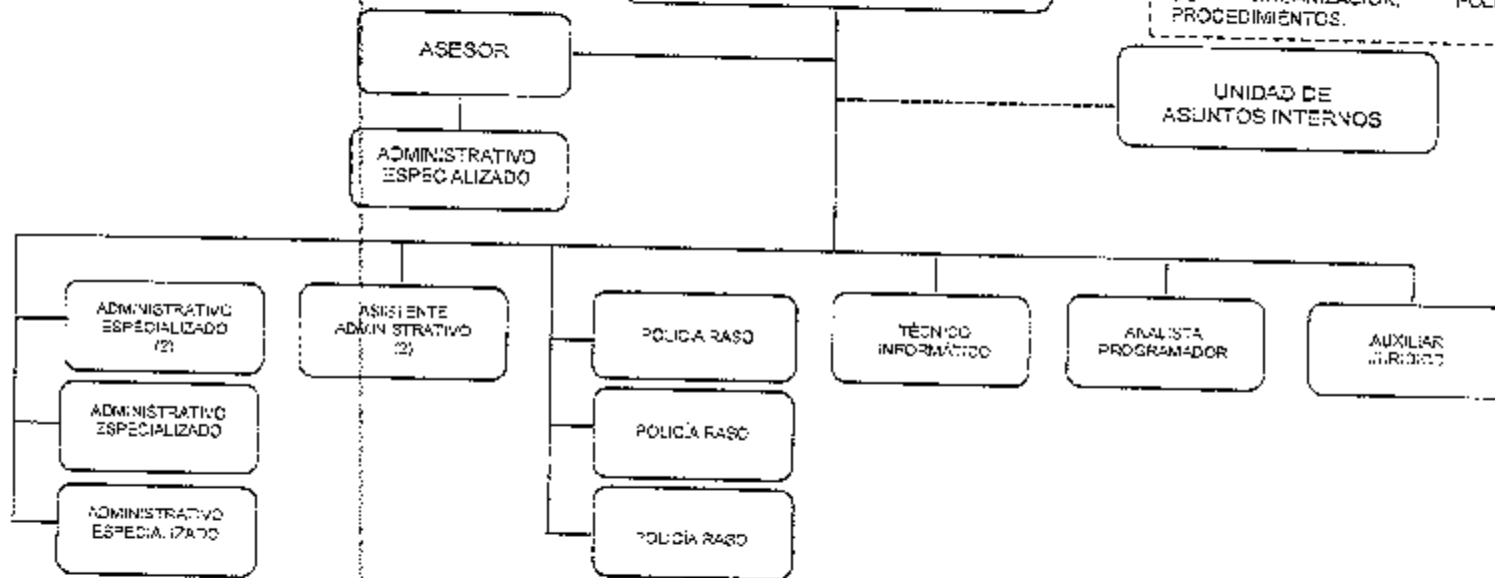 PROCEDIMIENTOS.
ASESOR
UNIDAD DE
ASUNTOS INTERNOS
ADMINISTRATIVO
ESPECIALIZADO
ADMINISTRATIVO
ESPECIALIZADO
(2)
ASISTENTE
ADMINISTRATIVO
(2)
POLICÍA RASO
TÉCNICO
INFORMÁTICO
ANALISTA
PROGRAMADOR
AUXILIAR
JURÍDICO
ADMINISTRATIVO
ESPECIALIZADO
POLICÍA RASO
ADMINISTRATIVO
ESPECIALIZADO
POLICÍA RASO